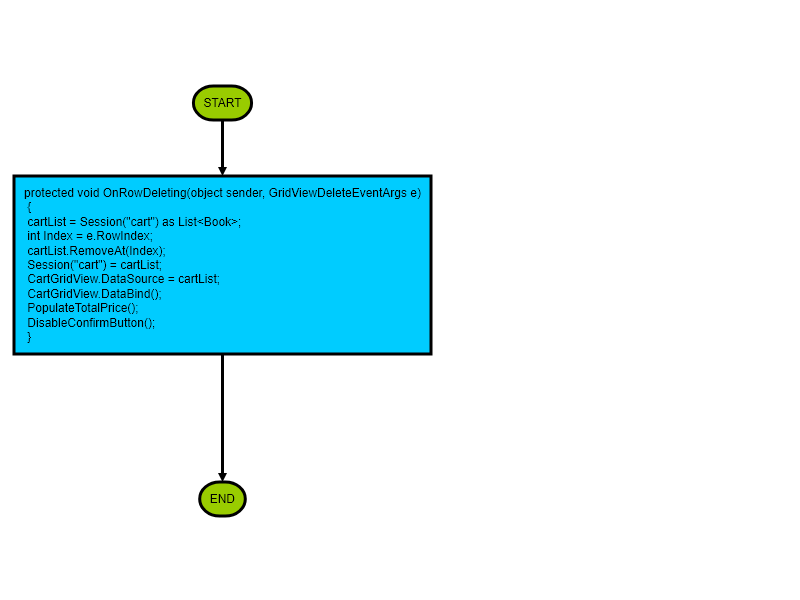 START
protected void OnRowDeleting(object sender, GridViewDeleteEventArgs e)
{
cartList = Session("cart") as List<Book>;
int Index = e.RowIndex;
cartList.RemoveAt(Index);
Session("cart") = cartList;
CartGridView.DataSource = cartList;
CartGridView.DataBind();
PopulateTotalPrice();
DisableConfirmButton();
}
END